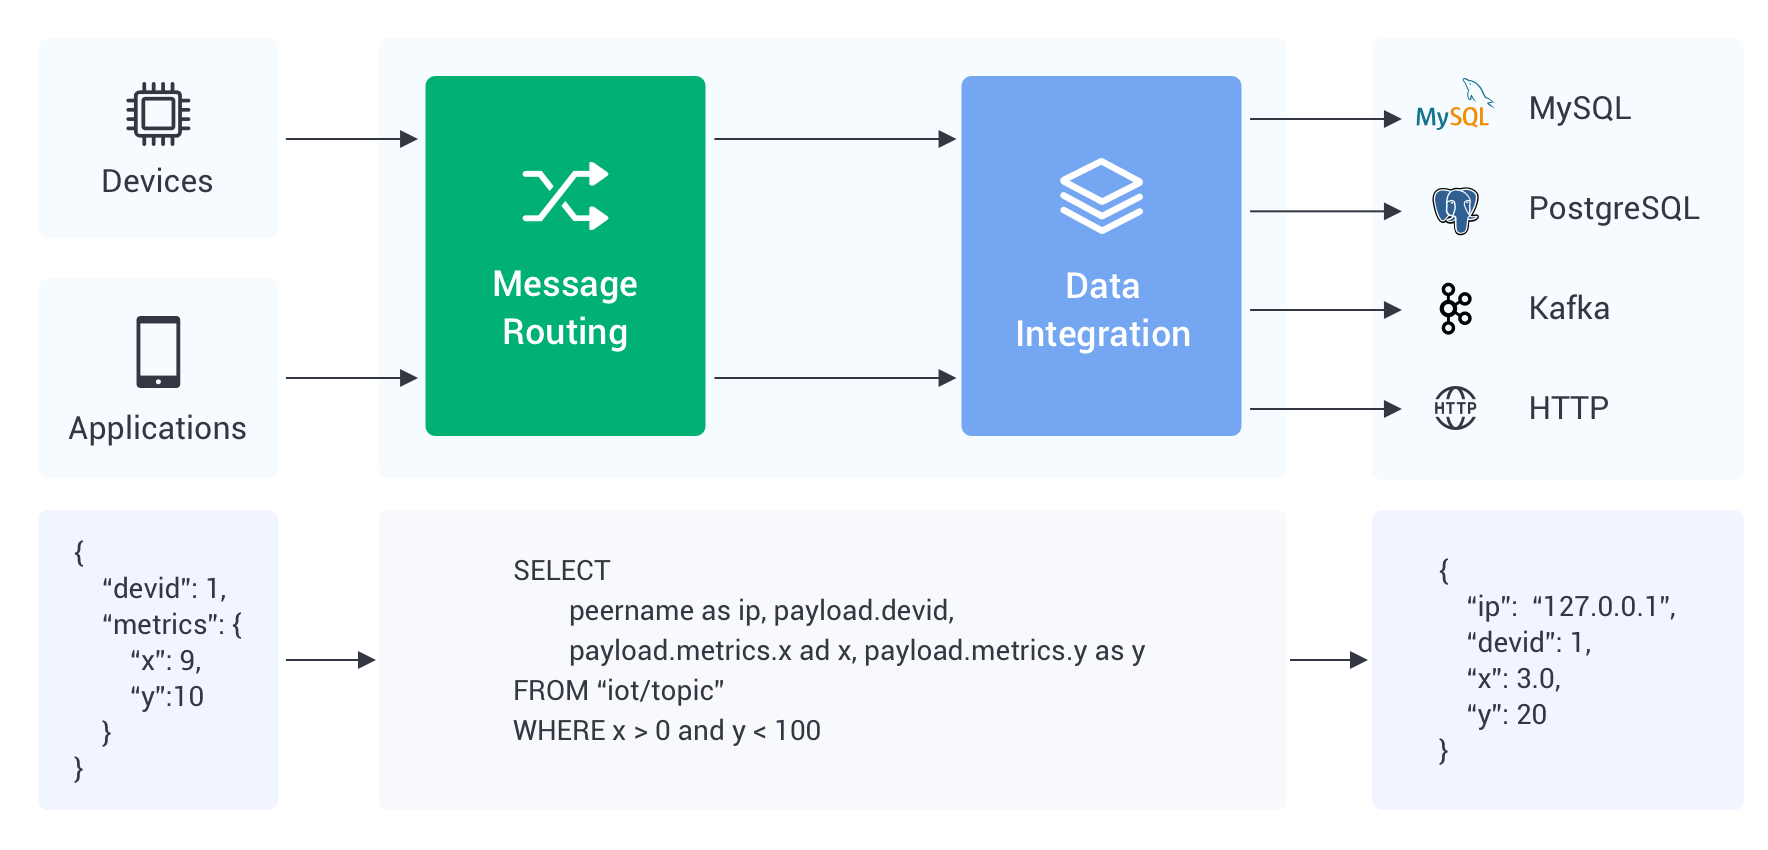 Devices
Applications
Message
Routing
Data
Integration
MySQL MySQL
PostgreSQL
Kafka
HTTP HTTP
{
“devid”: 1,
“metrics”: {
“x”: 9,
“y”:10
}
}
SELECT
peername as ip, payload.devid,
payload.metrics.x ad x, payload.metrics.y as y
FROM “iot/topic”
WHERE x > 0 and y < 100
{
“ip”: “127.0.0.1”,
“devid”: 1,
“x”: 3.0,
“y”: 20
}